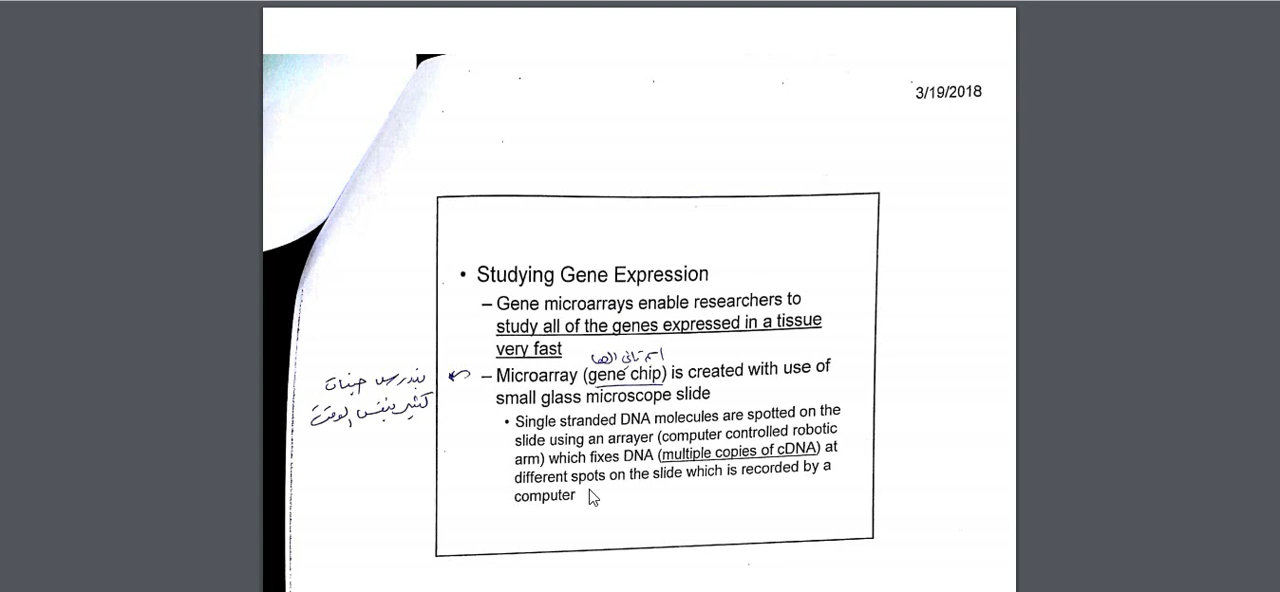 3/19/2018
• Studying Gene Expression
– Gene microarrays enable researchers to
study all of the genes expressed in a tissue
very fast
اسم تاني الها
– Microarray (gene chip) is created with use of
small glass microscope slide
بندرس جينات
كثير بنفس الوقت
• Single stranded DNA molecules are spotted on the
slide using an arrayer (computer controlled robotic
arm) which fixes DNA (multiple copies of cDNA) at
different spots on the slide which is recorded by a
computer